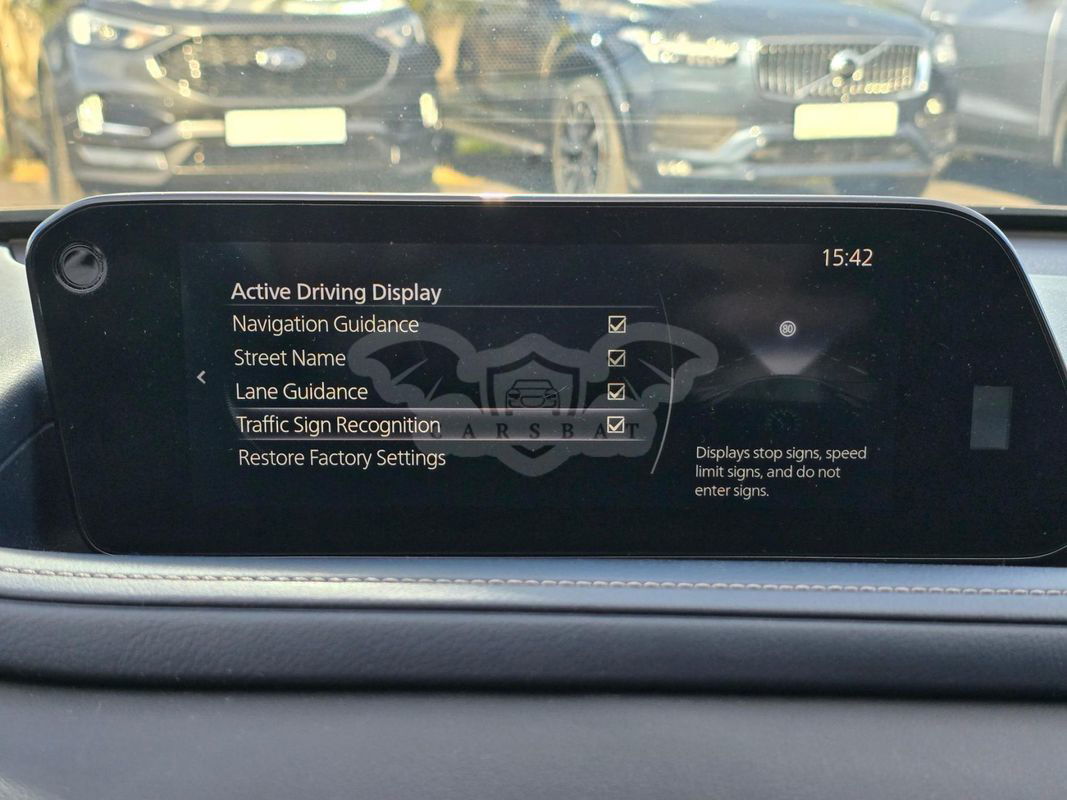 15:42
Active Driving Display
Navigation Guidance
Street Name
Lane Guidance
Traffic Sign Recognition
Restore Factory Settings
80
Displays stop signs, speed
limit signs, and do not
enter signs.
CARSBAT
Ford